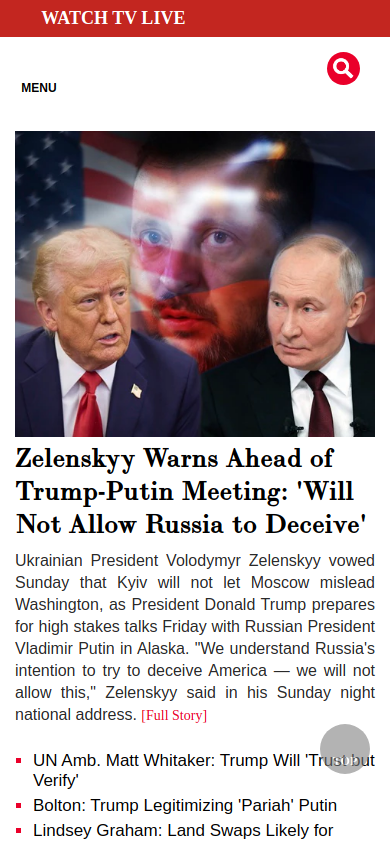 WATCH TV LIVE
MENU
Zelenskyy Warns Ahead of
Trump-Putin Meeting: 'Will
Not Allow Russia to Deceive'
Ukrainian President Volodymyr Zelenskyy vowed
Sunday that Kyiv will not let Moscow mislead
Washington, as President Donald Trump prepares
for high stakes talks Friday with Russian President
Vladimir Putin in Alaska. "We understand Russia's
intention to try to deceive America — we will not
allow this," Zelenskyy said in his Sunday night
national address. [Full Story]
UN Amb. Matt Whitaker: Trump Will 'Trust but
Verify'
Bolton: Trump Legitimizing 'Pariah' Putin
Lindsey Graham: Land Swaps Likely for